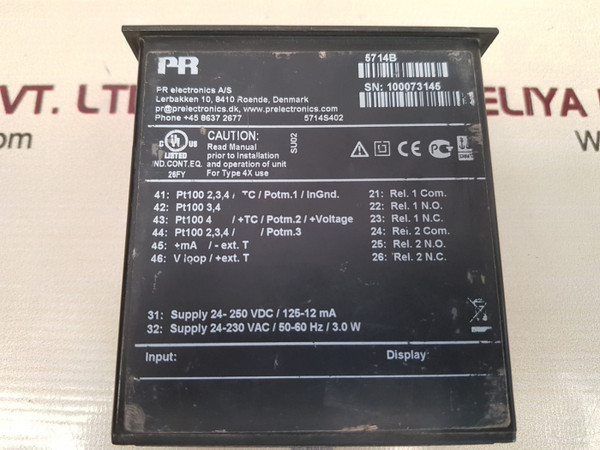 PR
PR electronics A/S
Lerbakken 10, 8410 Roende, Denmark
pr@prelectronics.dk, www.prelectronics.com
Phone +45 8637 2677
5714S402
5714B
SN: 100073145
C UL US
LISTED
IND.CONT.EQ.
26FY
CAUTION:
Read Manual
prior to installation
and operation of unit
For Type 4X use
SU02
41: Pt100 2,3,4 / TC / Potm.1 / InGnd.
42: Pt100 3,4
43: Pt100 4 / +TC / Potm.2 / +Voltage
44: Pt100 2,3,4 / / Potm.3
45: +mA / - ext. T
46: V loop / +ext. T
21: Rel. 1 Com.
22: Rel. 1 N.O.
23: Rel. 1 N.C.
24: Rel. 2 Com.
25: Rel. 2 N.O.
26: Rel. 2 N.C.
31: Supply 24- 250 VDC / 125-12 mA
32: Supply 24-230 VAC / 50-60 Hz / 3.0 W
Input:
Display:
VT. LT
ELIYA